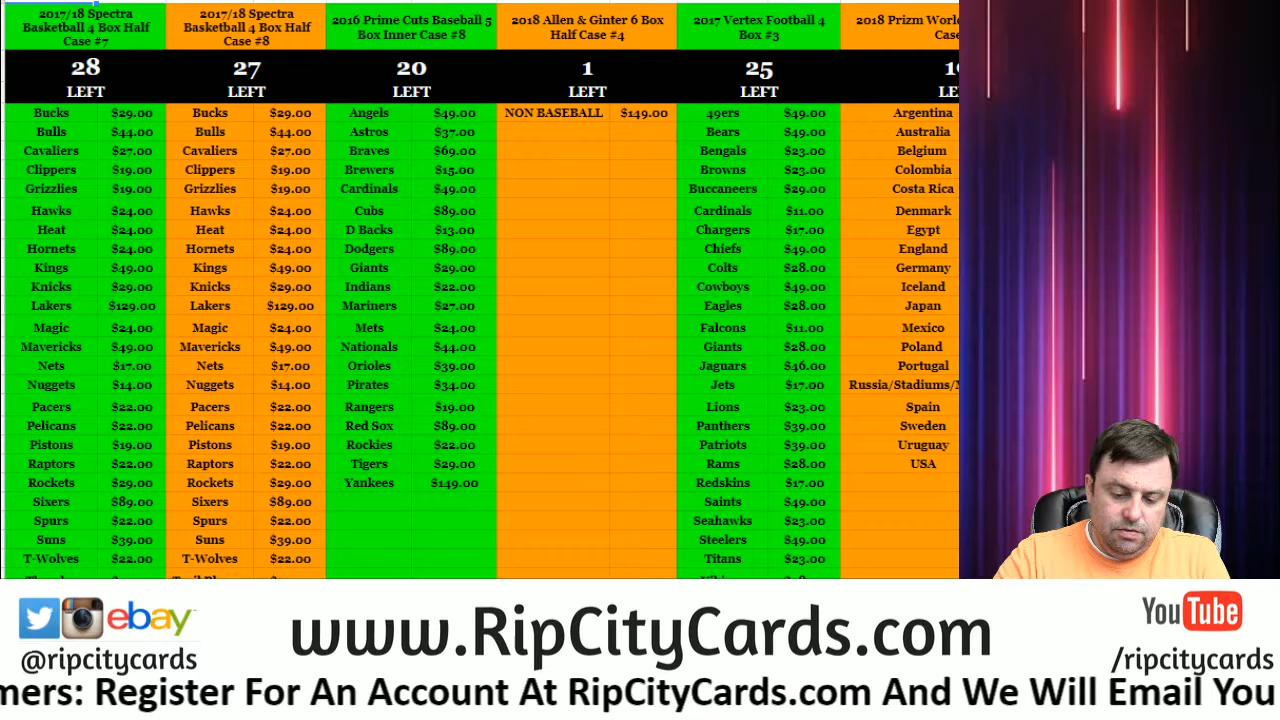 2017/18 Spectra
Basketball 4 Box Half
Case #7
28
LEFT
Bucks $29.00
Bulls $44.00
Cavaliers $27.00
Clippers $19.00
Grizzlies $19.00
Hawks $24.00
Heat $24.00
Hornets $24.00
Kings $49.00
Knicks $29.00
Lakers $129.00
Magic $24.00
Mavericks $49.00
Nets $17.00
Nuggets $14.00
Pacers $22.00
Pelicans $22.00
Pistons $19.00
Raptors $22.00
Rockets $29.00
Sixers $89.00
Spurs $22.00
Suns $39.00
T-Wolves $22.00
2017/18 Spectra
Basketball 4 Box Half
Case #8
27
LEFT
Bucks $29.00
Bulls $44.00
Cavaliers $27.00
Clippers $19.00
Grizzlies $19.00
Hawks $24.00
Heat $24.00
Hornets $24.00
Kings $49.00
Knicks $29.00
Lakers $129.00
Magic $24.00
Mavericks $49.00
Nets $17.00
Nuggets $14.00
Pacers $22.00
Pelicans $22.00
Pistons $19.00
Raptors $22.00
Rockets $29.00
Sixers $89.00
Spurs $22.00
Suns $39.00
T-Wolves $22.00
2016 Prime Cuts Baseball 5
Box Inner Case #8
20
LEFT
Angels $49.00
Astros $37.00
Braves $69.00
Brewers $15.00
Cardinals $49.00
Cubs $89.00
D Backs $13.00
Dodgers $89.00
Giants $29.00
Indians $22.00
Mariners $27.00
Mets $24.00
Nationals $44.00
Orioles $39.00
Pirates $34.00
Rangers $19.00
Red Sox $89.00
Rockies $22.00
Tigers $29.00
Yankees $149.00
2018 Allen & Ginter 6 Box
Half Case #4
1
LEFT
NON BASEBALL $149.00
2017 Vertex Football 4
Box #3
25
LEFT
49ers $49.00
Bears $49.00
Bengals $23.00
Browns $23.00
Buccaneers $29.00
Cardinals $11.00
Chargers $17.00
Chiefs $49.00
Colts $28.00
Cowboys $49.00
Eagles $28.00
Falcons $11.00
Giants $28.00
Jaguars $46.00
Jets $17.00
Lions $23.00
Panthers $39.00
Patriots $39.00
Rams $28.00
Redskins $17.00
Saints $49.00
Seahawks $23.00
Steelers $49.00
Titans $23.00
2018 Prizm Worl
Cas
LE
Argentina
Australia
Belgium
Colombia
Costa Rica
Denmark
Egypt
England
Germany
Iceland
Japan
Mexico
Poland
Portugal
Russia/Stadiums/
Spain
Sweden
Uruguay
USA
ebay
@ripcitycards
www.RipCityCards.com
YouTube
/ripcitycards
mers: Register For An Account At RipCityCards.com And We Will Email You